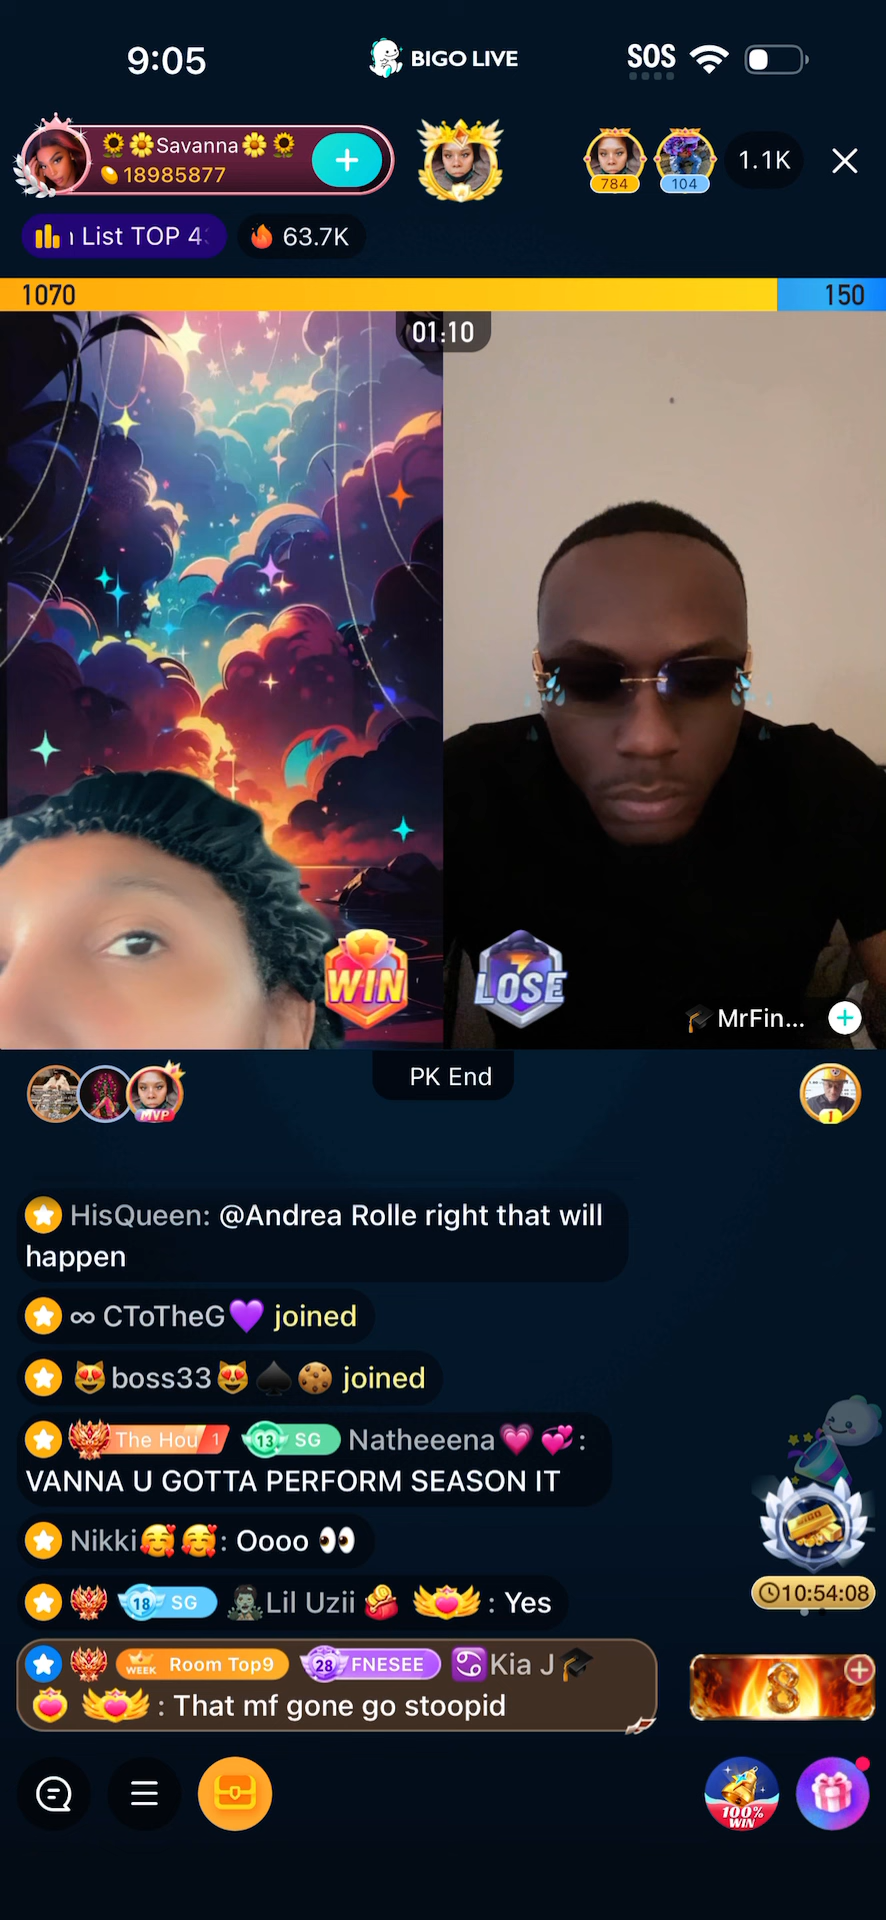 9:05
BIGO LIVE
SOS
🌻🌼Savanna🌼🌻
18985877
784
104
1.1K
List TOP 4
63.7K
1070
150
01:10
WIN
LOSE
🎓MrFin...
PK End
MVP
1
HisQueen: @Andrea Rolle right that will
happen
∞ CToTheG💜 joined
😻boss33😻♠️🍪 joined
The Hou 1 13 SG Natheeena💗💞:
VANNA U GOTTA PERFORM SEASON IT
Nikki🥰🥰: Oooo 👀
18 SG 🧟Lil Uzii 👛 : Yes
WEEK Room Top9 28 FNESEE ♋Kia J🎓
: That mf gone go stoopid
10:54:08
8
100%
WIN